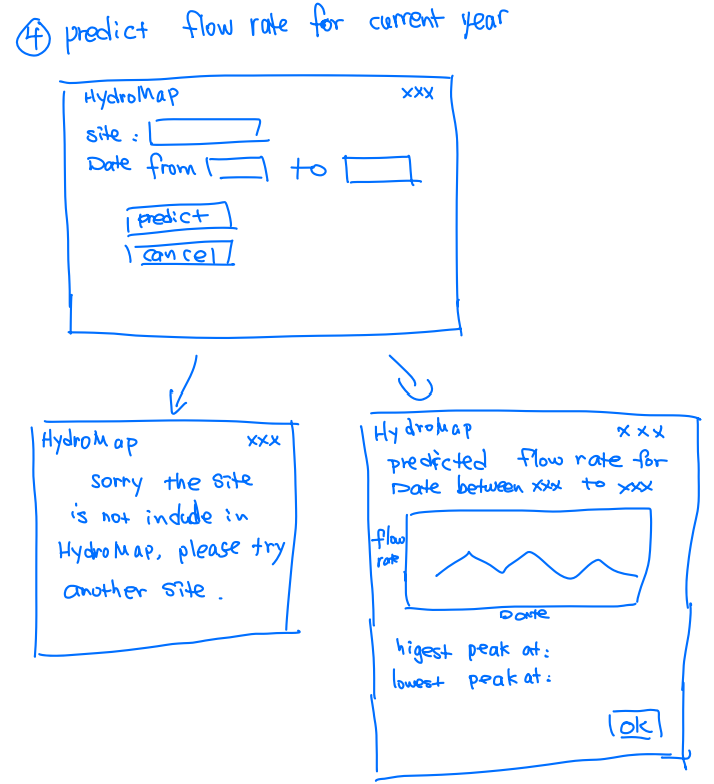 ④ predict flow rate for current year
HydroMap xxx
site :
Date from to
predict
cancel
HydroMap xxx
sorry the site
is not include in
HydroMap, please try
another site .
HydroMap xxx
predicted flow rate for
Date between xxx to xxx
flow
rate
Date
higest peak at:
lowest peak at:
ok